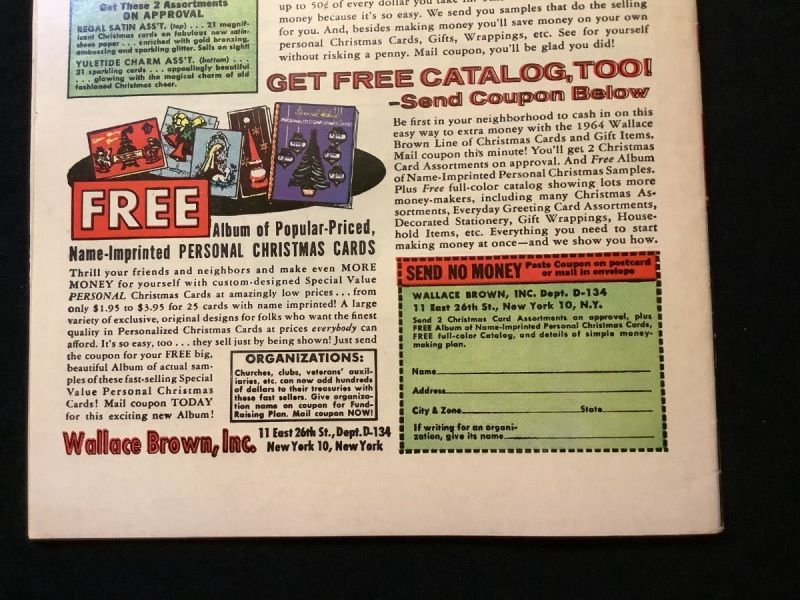 Get These 2 Assortments
ON APPROVAL
REGAL SATIN ASS'T. (top) . . . 21 magnif-
icent Christmas cards on fabulous new satin-
sheen paper . . . enriched with gold bronzing,
embossing and sparkling glitter. Sells on sight!
YULETIDE CHARM ASS'T. (bottom) . . .
21 sparkling cards . . . appealingly beautiful
. . . glowing with the magical charm of old
fashioned Christmas cheer.
up to 50¢ of every dollar you take in.
money because it's so easy. We send you samples that do the selling
for you. And, besides making money you'll save money on your own
personal Christmas Cards, Gifts, Wrappings, etc. See for yourself
without risking a penny. Mail coupon, you'll be glad you did!
GET FREE CATALOG, TOO!
-Send Coupon Below
Be first in your neighborhood to cash in on this
easy way to extra money with the 1964 Wallace
Brown Line of Christmas Cards and Gift Items.
Mail coupon this minute! You'll get 2 Christmas
Card Assortments on approval. And Free Album
of Name-Imprinted Personal Christmas Samples.
Plus Free full-color catalog showing lots more
money-makers, including many Christmas As-
sortments, Everyday Greeting Card Assortments,
Decorated Stationery, Gift Wrappings, House-
hold Items, etc. Everything you need to start
making money at once—and we show you how.
FREE
Album of Popular-Priced,
Name-Imprinted PERSONAL CHRISTMAS CARDS
Thrill your friends and neighbors and make even MORE
MONEY for yourself with custom-designed Special Value
PERSONAL Christmas Cards at amazingly low prices . . . from
only $1.95 to $3.95 for 25 cards with name imprinted! A large
variety of exclusive, original designs for folks who want the finest
quality in Personalized Christmas Cards at prices everybody can
afford. It's so easy, too . . . they sell just by being shown! Just send
the coupon for your FREE big,
beautiful Album of actual sam-
ples of these fast-selling Special
Value Personal Christmas
Cards! Mail coupon TODAY
for this exciting new Album!
ORGANIZATIONS:
Churches, clubs, veterans' auxil-
iaries, etc. can now add hundreds
of dollars to their treasuries with
these fast sellers. Give organiza-
tion name on coupon for Fund-
Raising Plan. Mail coupon NOW!
Wallace Brown, Inc. 11 East 26th St., Dept. D-134
New York 10, New York
SEND NO MONEY Paste Coupon on postcard
or mail in envelope
WALLACE BROWN, INC. Dept. D-134
11 East 26th St., New York 10, N.Y.
Send 2 Christmas Card Assortments on approval, plus
FREE Album of Name-Imprinted Personal Christmas Cards,
FREE full-color Catalog, and details of simple money-
making plan.
Name
Address
City & Zone State
If writing for an organi-
zation, give its name